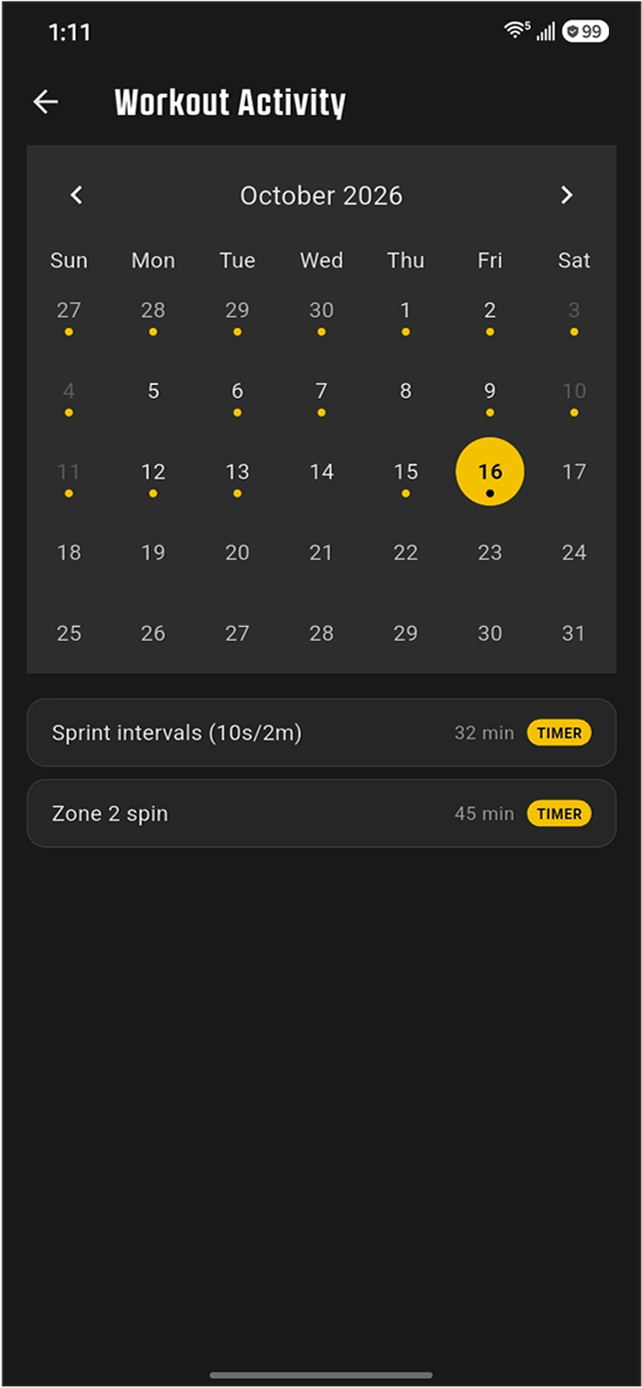 1:11 5 99
Workout Activity
October 2026
Sun Mon Tue Wed Thu Fri Sat
27 28 29 30 1 2 3
4 5 6 7 8 9 10
11 12 13 14 15 16 17
18 19 20 21 22 23 24
25 26 27 28 29 30 31
Sprint intervals (10s/2m) 32 min TIMER
Zone 2 spin 45 min TIMER